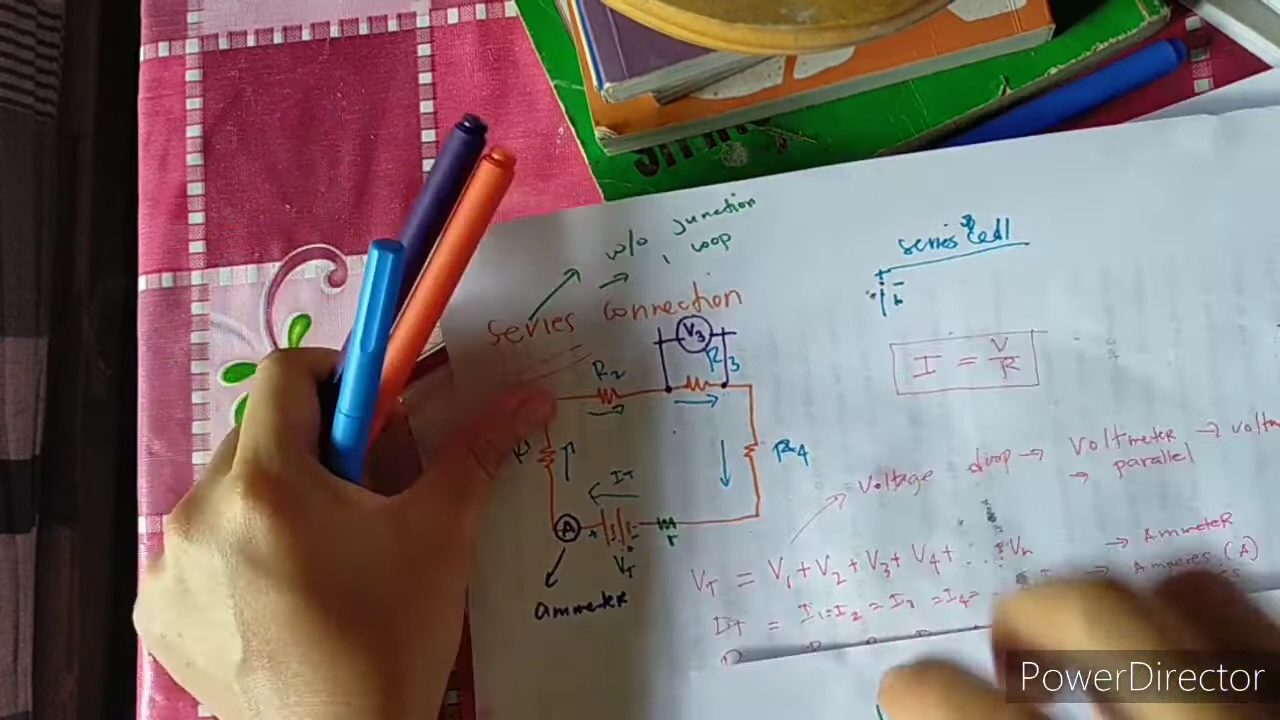 w/o junction
, loop
series connection
series cell
V3
R2
R3
I = V/R
R4
IT
voltage drop → voltmeter →
→ parallel
A
+
-
r
VT
ammeter
VT = V1 + V2 + V3 + V4 + ... Vn
→ Ammeter
→ Amperes (A)
IT = I1 = I2 = I3 = I4 =
PowerDirector